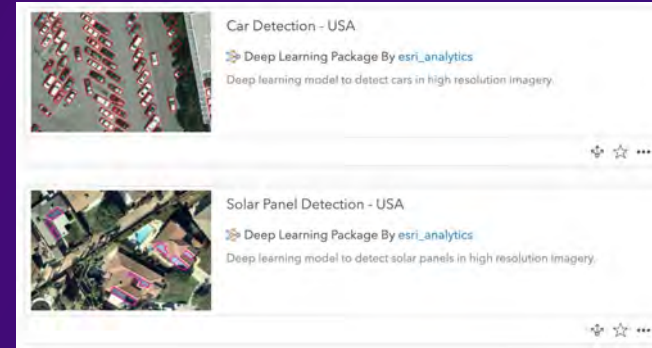 Car Detection - USA
Deep Learning Package By esri_analytics
Deep learning model to detect cars in high resolution imagery.
Solar Panel Detection - USA
Deep Learning Package By esri_analytics
Deep learning model to detect solar panels in high resolution imagery.